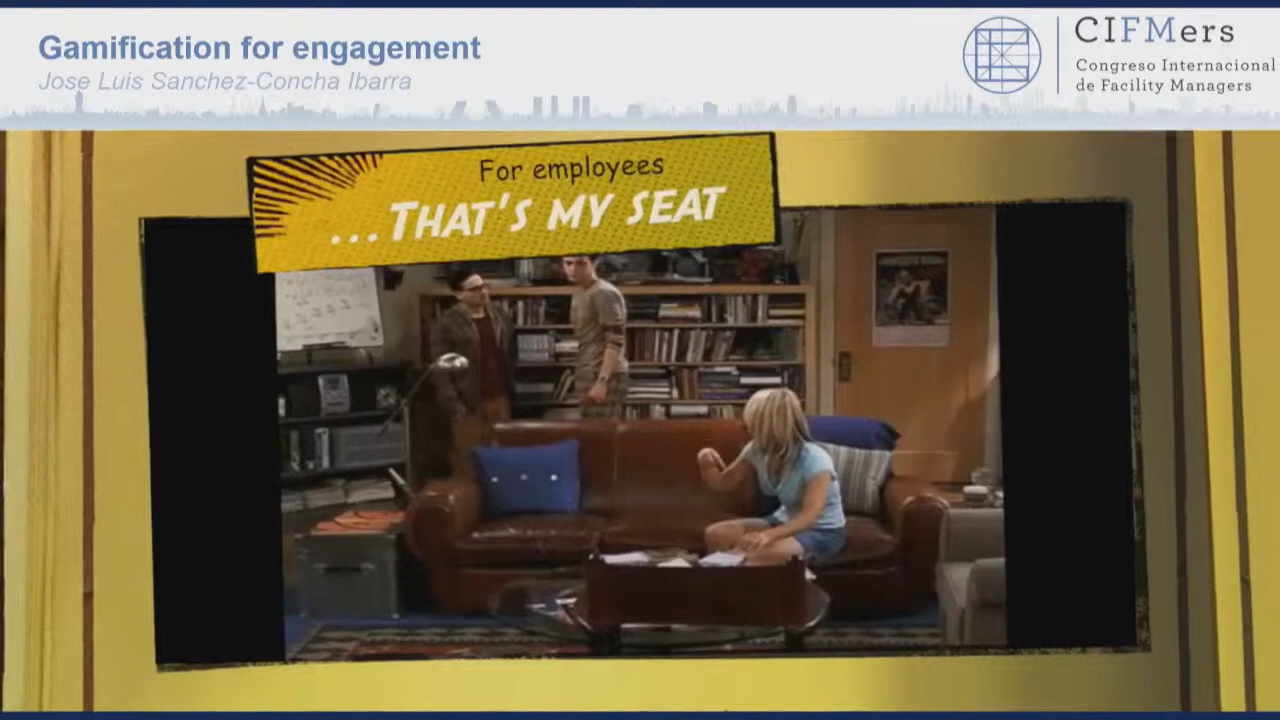 Gamification for engagement
Jose Luis Sanchez-Concha Ibarra
CIFMers
Congreso Internacional
de Facility Managers
For employees
...THAT'S MY SEAT